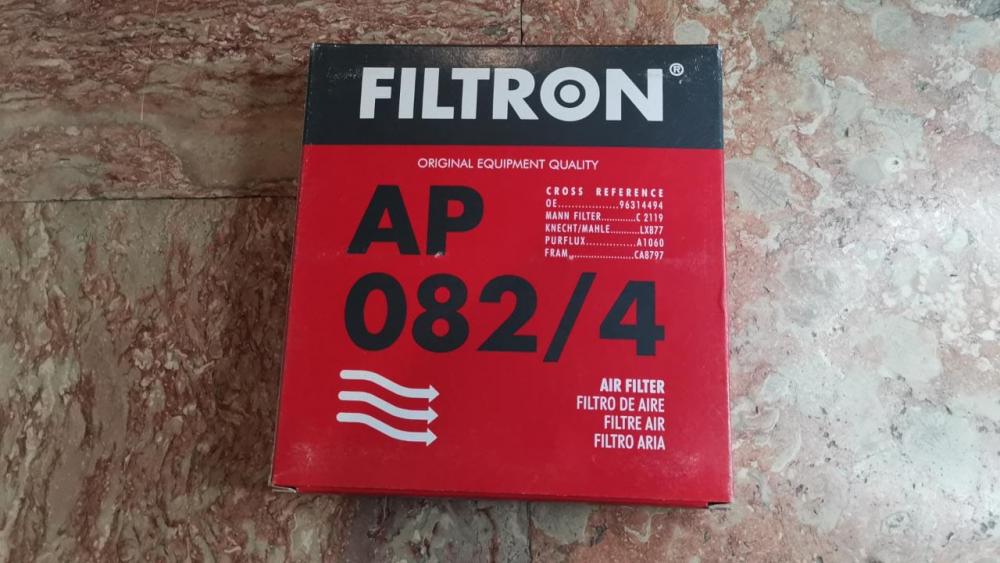 FILTRON®
ORIGINAL EQUIPMENT QUALITY
AP
082/4
CROSS REFERENCE
OE..................96314494
MANN FILTER..........C 2119
KNECHT/MAHLE.........LX877
PURFLUX...............A1060
FRAM...................CA8797
AIR FILTER
FILTRO DE AIRE
FILTRE AIR
FILTRO ARIA